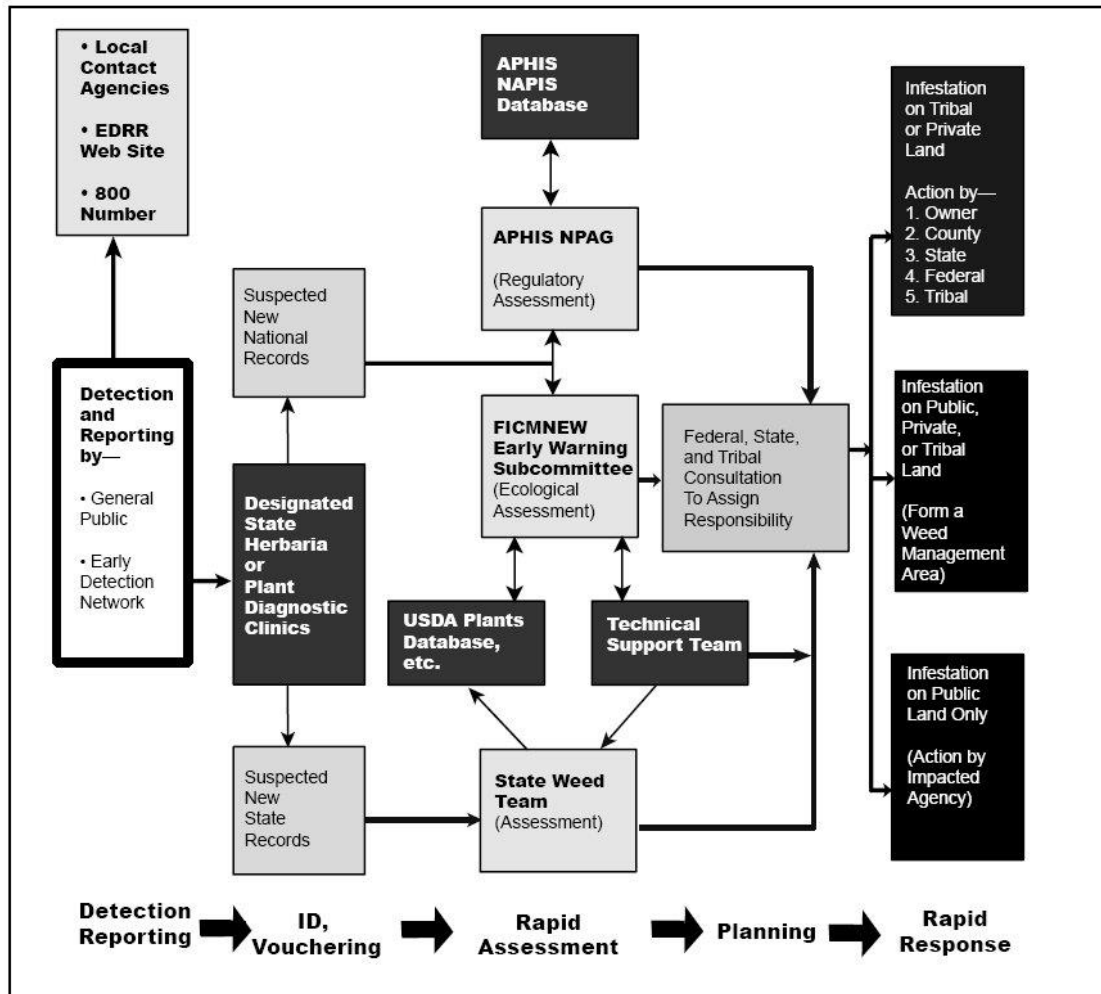 • Local
Contact
Agencies
• EDRR
Web Site
• 800
Number
Detection
and
Reporting
by—
• General
Public
• Early
Detection
Network
Suspected
New
National
Records
Designated
State
Herbaria
or
Plant
Diagnostic
Clinics
Suspected
New
State
Records
APHIS
NAPIS
Database
APHIS NPAG
(Regulatory
Assessment)
FICMNEW
Early Warning
Subcommittee
(Ecological
Assessment)
USDA Plants
Database,
etc.
Technical
Support Team
State Weed
Team
(Assessment)
Federal, State,
and Tribal
Consultation
To Assign
Responsibility
Infestation
on Tribal
or Private
Land
Action by—
1. Owner
2. County
3. State
4. Federal
5. Tribal
Infestation
on Public,
Private,
or Tribal
Land
(Form a
Weed
Management
Area)
Infestation
on Public
Land Only
(Action by
Impacted
Agency)
Detection
Reporting
ID,
Vouchering
Rapid
Assessment
Planning
Rapid
Response